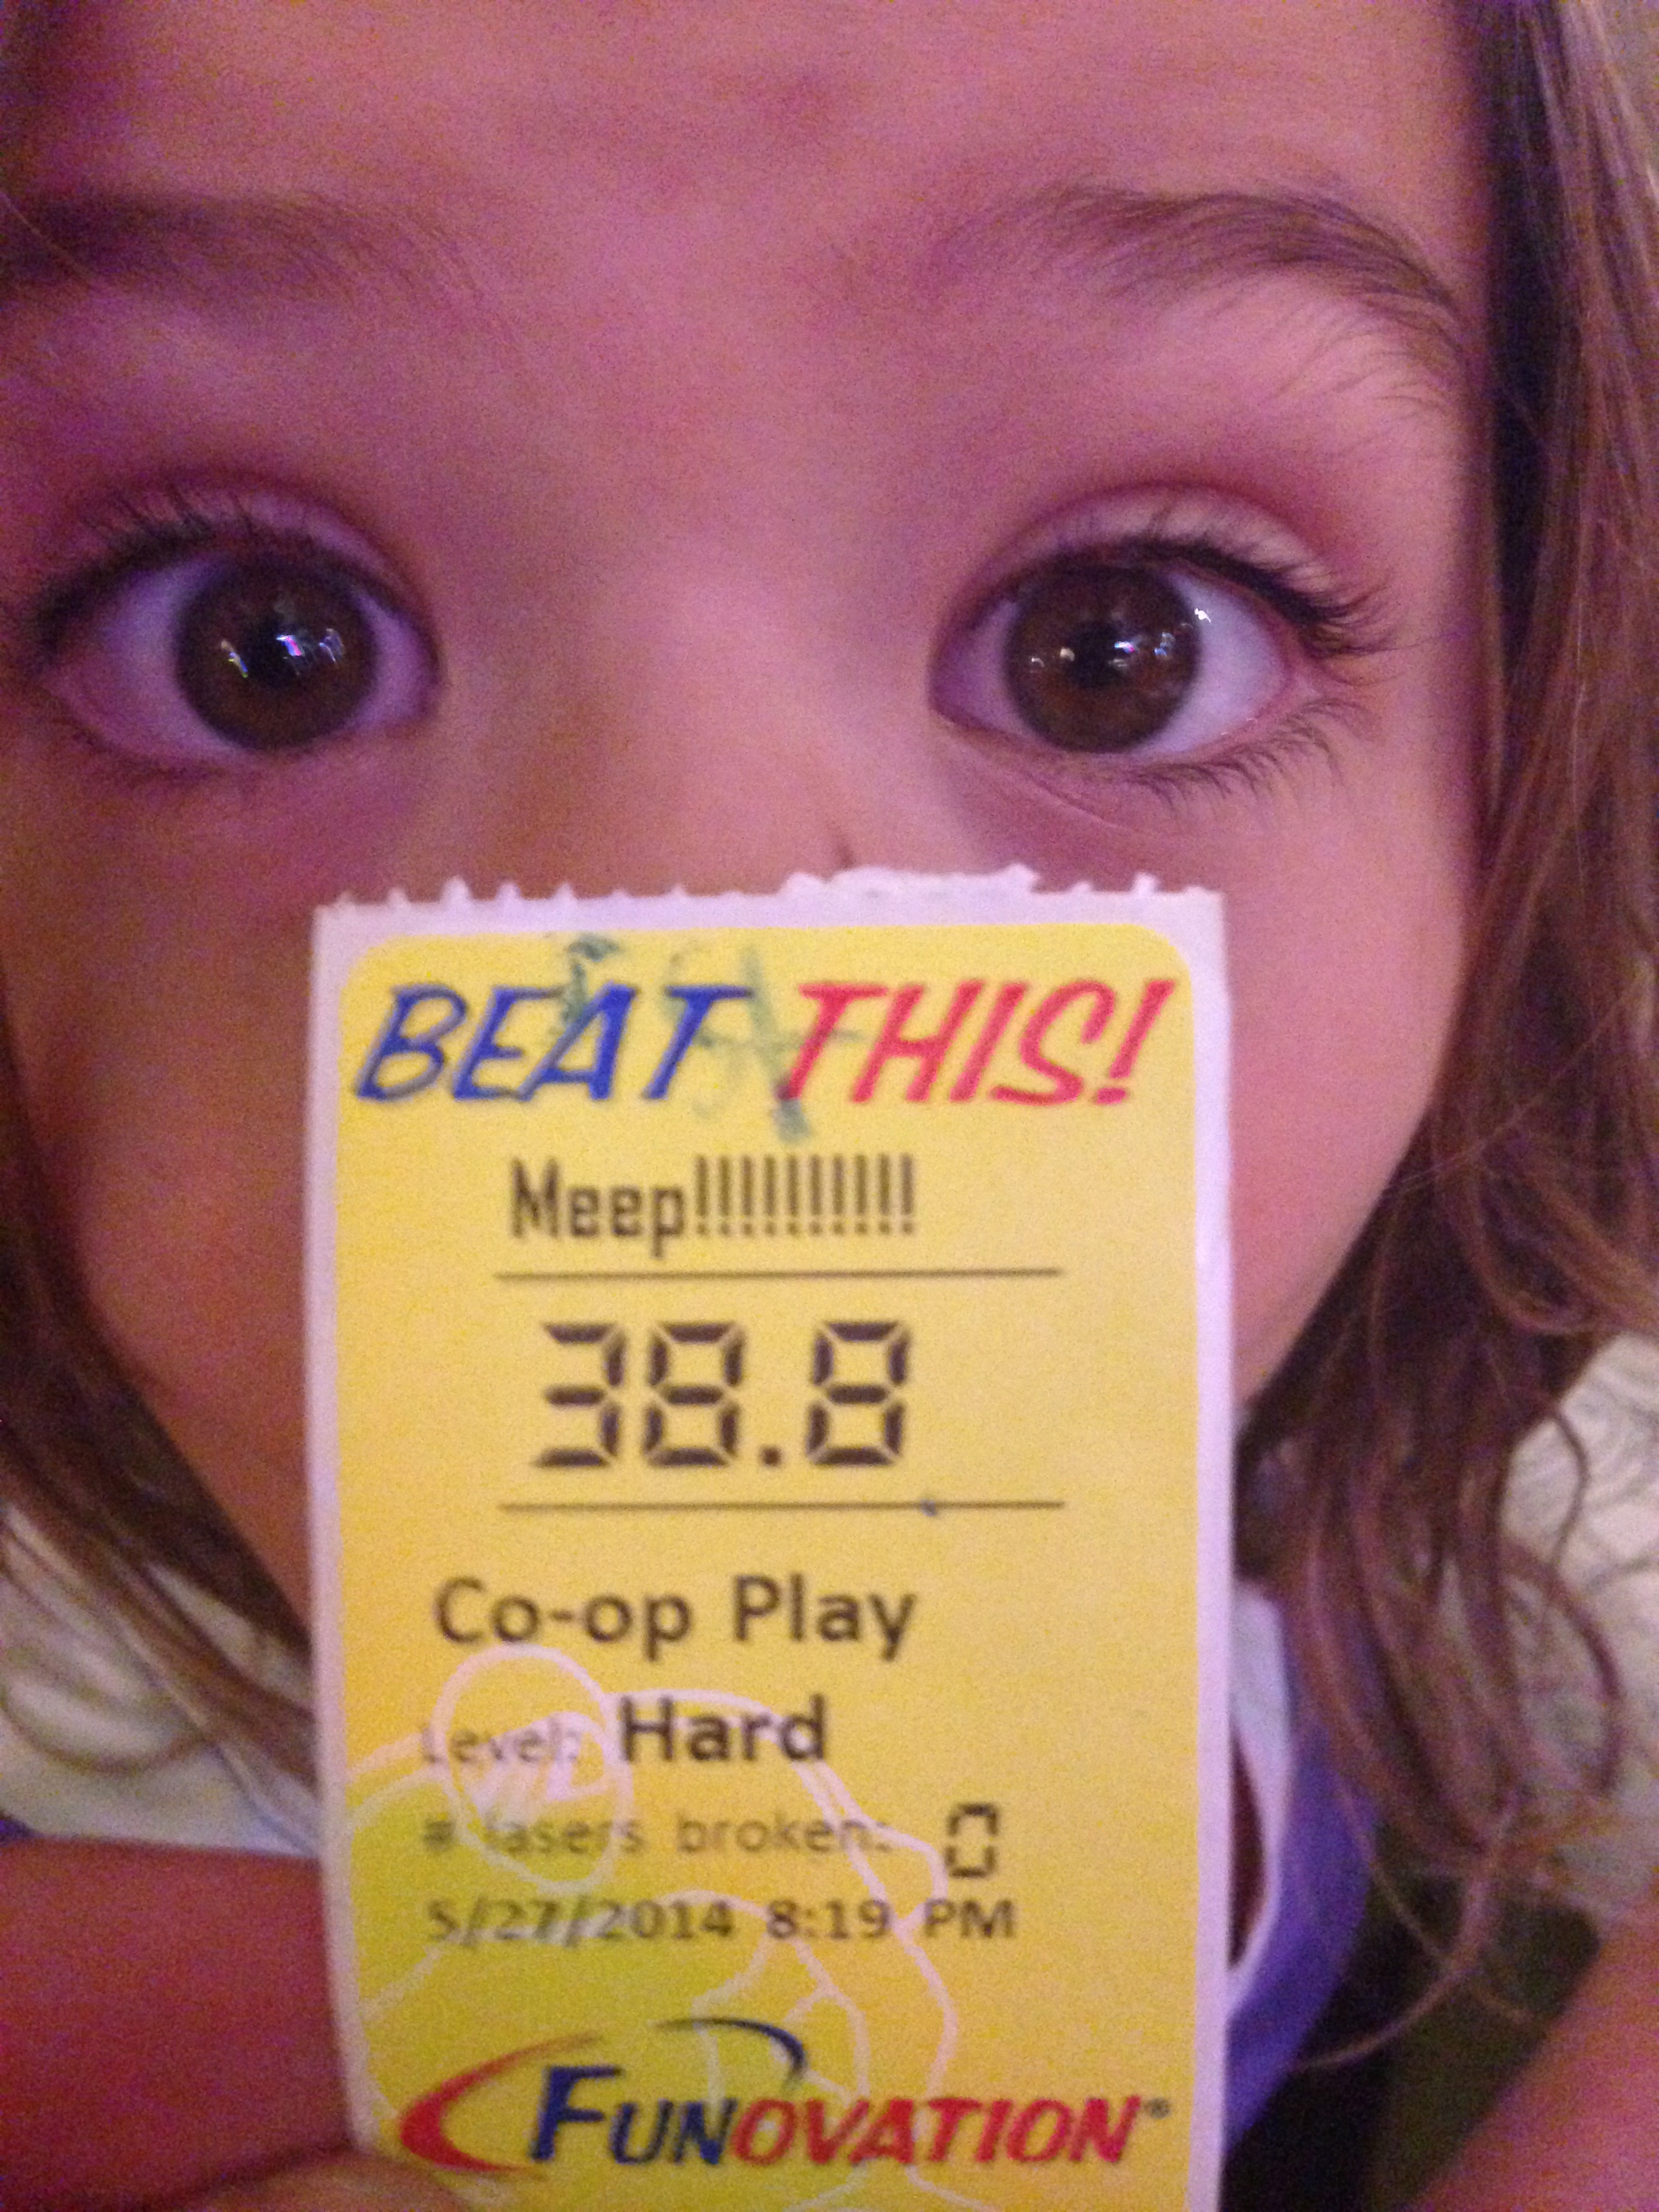 BEAT THIS!
Meep!!!!!!!!!!
38.8
Co-op Play
Level: Hard
# lasers broken: 0
5/27/2014 8:19 PM
FUNOVATION®